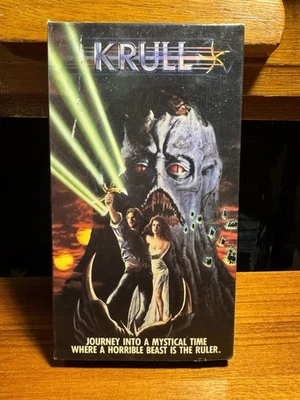 KRULL
JOURNEY INTO A MYSTICAL TIME
WHERE A HORRIBLE BEAST IS THE RULER.